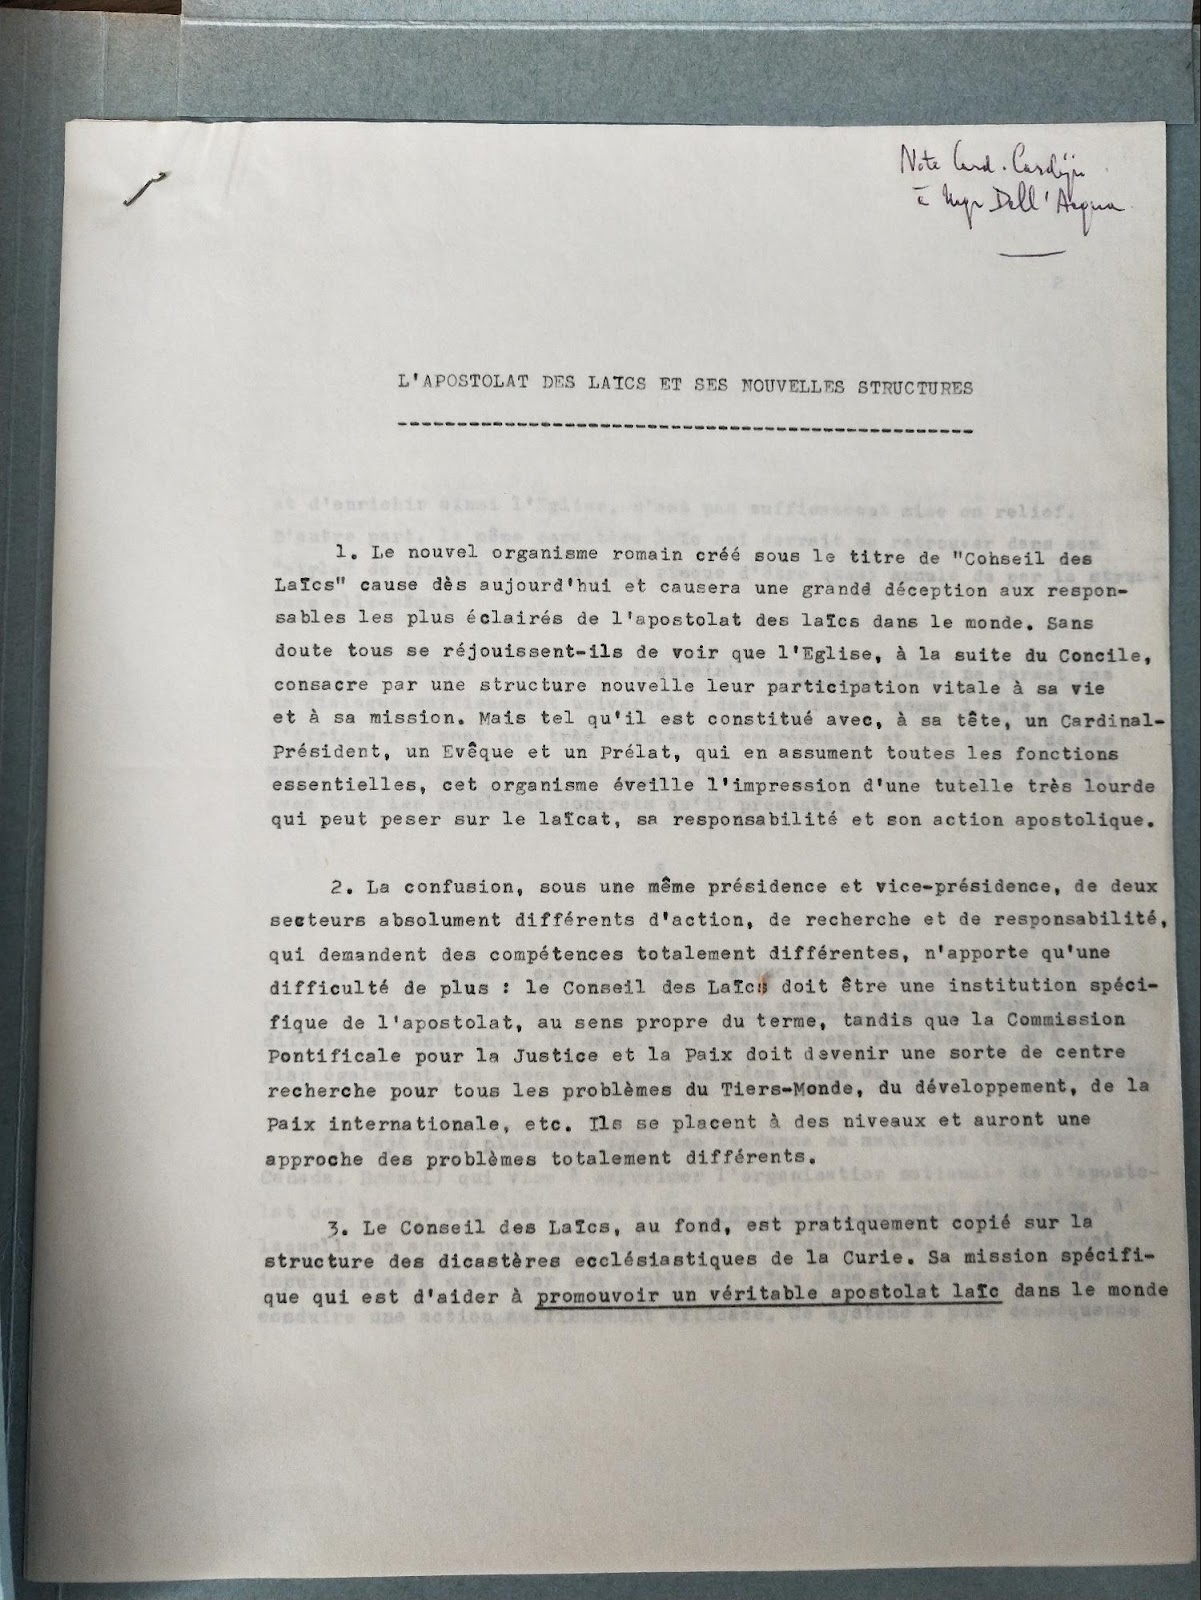 Note Card. Cardijn
à Mgr Dell'Acqua
L'APOSTOLAT DES LAÏCS ET SES NOUVELLES STRUCTURES
1. Le nouvel organisme romain créé sous le titre de "Conseil des
Laïcs" cause dès aujourd'hui et causera une grande déception aux respon-
sables les plus éclairés de l'apostolat des laïcs dans le monde. Sans
doute tous se réjouissent-ils de voir que l'Eglise, à la suite du Concile,
consacre par une structure nouvelle leur participation vitale à sa vie
et à sa mission. Mais tel qu'il est constitué avec, à sa tête, un Cardinal-
Président, un Evêque et un Prélat, qui en assument toutes les fonctions
essentielles, cet organisme éveille l'impression d'une tutelle très lourde
qui peut peser sur le laïcat, sa responsabilité et son action apostolique.
2. La confusion, sous une même présidence et vice-présidence, de deux
secteurs absolument différents d'action, de recherche et de responsabilité,
qui demandent des compétences totalement différentes, n'apporte qu'une
difficulté de plus : le Conseil des Laïcs doit être une institution spéci-
fique de l'apostolat, au sens propre du terme, tandis que la Commission
Pontificale pour la Justice et la Paix doit devenir une sorte de centre
recherche pour tous les problèmes du Tiers-Monde, du développement, de la
Paix internationale, etc. Ils se placent à des niveaux et auront une
approche des problèmes totalement différents.
3. Le Conseil des Laïcs, au fond, est pratiquement copié sur la
structure des dicastères ecclésiastiques de la Curie. Sa mission spécifi-
que qui est d'aider à promouvoir un véritable apostolat laïc dans le monde